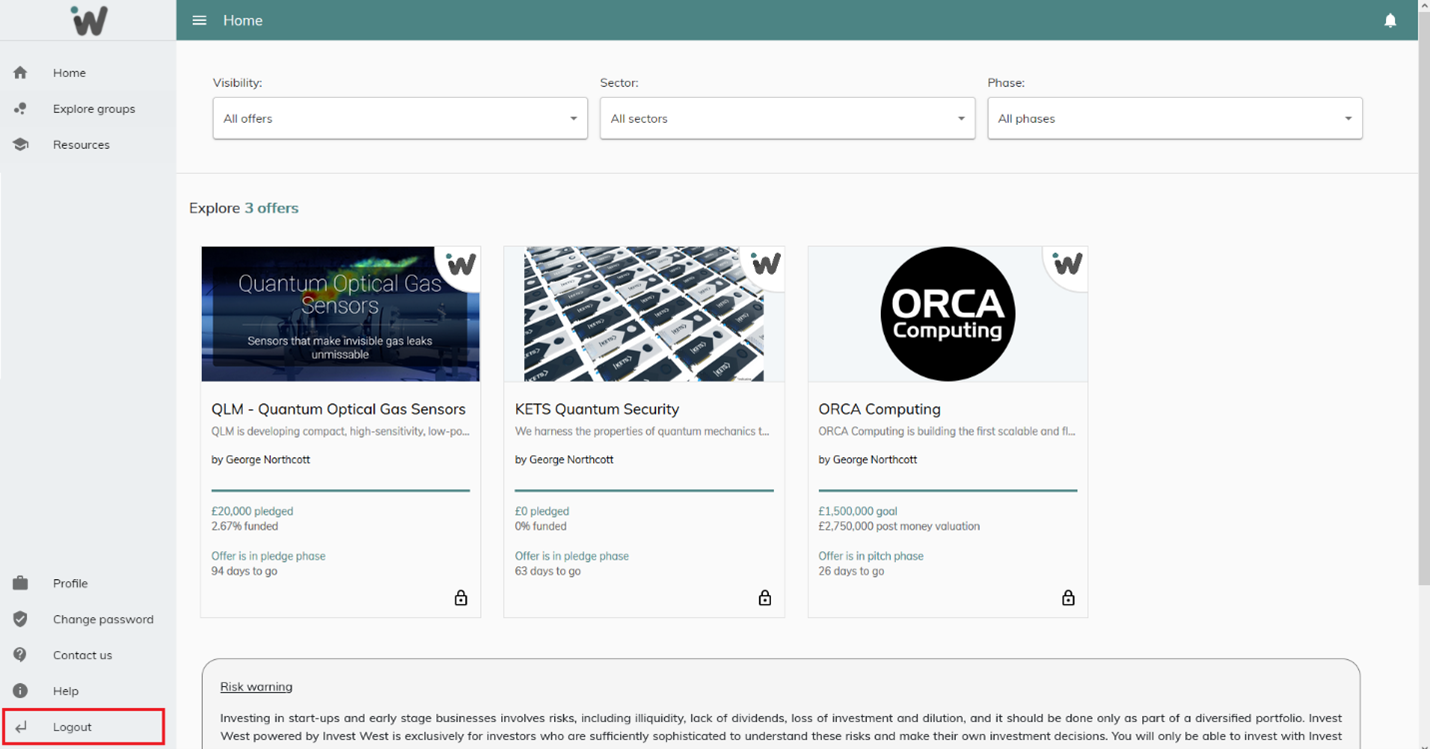 iW
Home
Home
Explore groups
Resources
Visibility:
Sector:
Phase:
All offers
All sectors
All phases
Explore 3 offers
Quantum Optical Gas
Sensors
Sensors that make invisible gas leaks
unmissable
iW
QLM - Quantum Optical Gas Sensors
QLM is developing compact, high-sensitivity, low-po...
by George Northcott
£20,000 pledged
2.67% funded
Offer is in pledge phase
94 days to go
iW
KETS Quantum Security
We harness the properties of quantum mechanics t...
by George Northcott
£0 pledged
0% funded
Offer is in pledge phase
63 days to go
ORCA
Computing
iW
ORCA Computing
ORCA Computing is building the first scalable and fl...
by George Northcott
£1,500,000 goal
£2,750,000 post money valuation
Offer is in pitch phase
26 days to go
Profile
Change password
Contact us
Help
Logout
Risk warning
Investing in start-ups and early stage businesses involves risks, including illiquidity, lack of dividends, loss of investment and dilution, and it should be done only as part of a diversified portfolio. Invest
West powered by Invest West is exclusively for investors who are sufficiently sophisticated to understand these risks and make their own investment decisions. You will only be able to invest with Invest